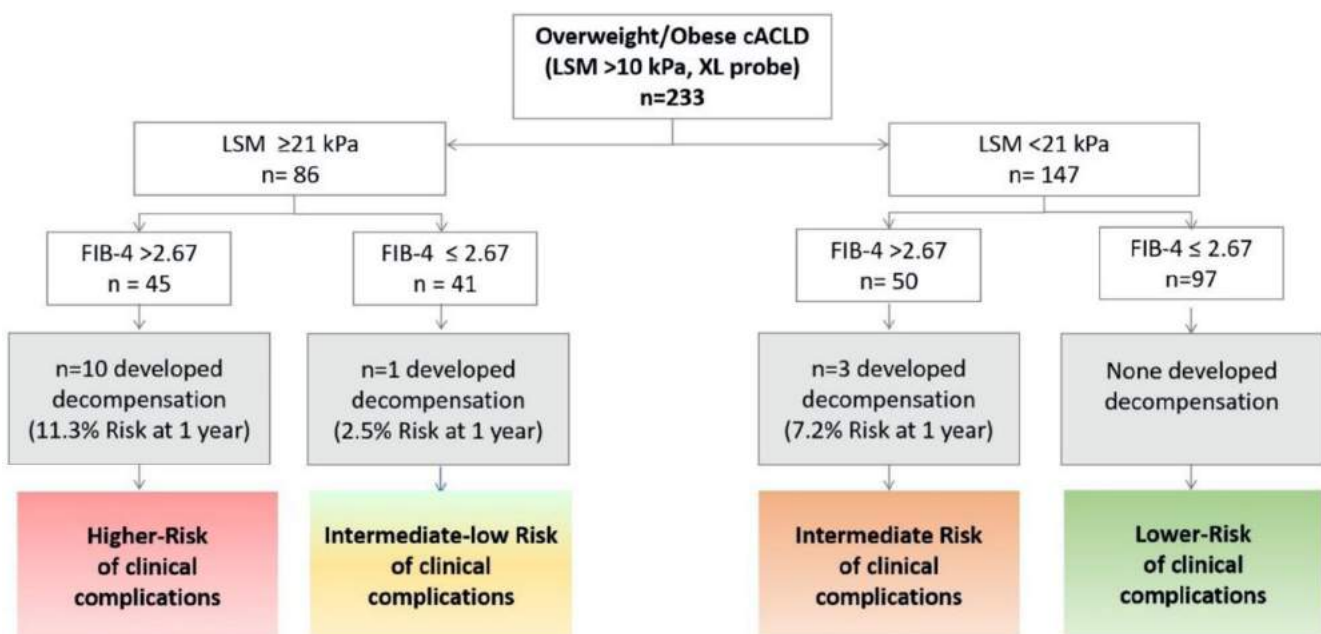 Overweight/Obese cACLD
(LSM >10 kPa, XL probe)
n=233
LSM ≥21 kPa
n= 86
LSM <21 kPa
n= 147
FIB-4 >2.67
n = 45
FIB-4 ≤ 2.67
n = 41
FIB-4 >2.67
n= 50
FIB-4 ≤ 2.67
n=97
n=10 developed
decompensation
(11.3% Risk at 1 year)
n=1 developed
decompensation
(2.5% Risk at 1 year)
n=3 developed
decompensation
(7.2% Risk at 1 year)
None developed
decompensation
Higher-Risk
of clinical
complications
Intermediate-low Risk
of clinical
complications
Intermediate Risk
of clinical
complications
Lower-Risk
of clinical
complications